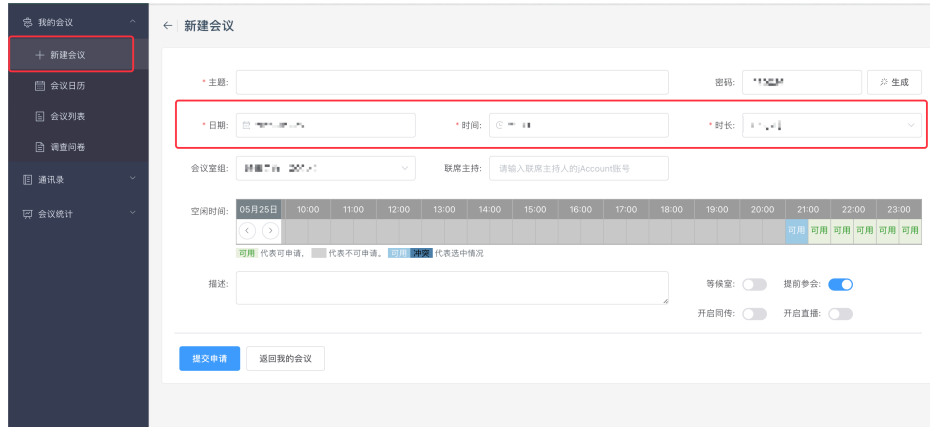 我的会议
新建会议
会议日历
会议列表
调查问卷
通讯录
会议统计
← 新建会议
* 主题:
密码:
生成
* 日期:
* 时间:
* 时长:
会议室组:
联席主持: 请输入联席主持人的jAccount账号
空闲时间: 05月25日 10:00 11:00 12:00 13:00 14:00 15:00 16:00 17:00 18:00 19:00 20:00 21:00 22:00 23:00
可用 可用 可用 可用 可用 可用
可用 代表可申请, 代表不可申请。 可用 冲突 代表选中情况
描述:
等候室: 提前参会:
开启同传: 开启直播:
提交申请 返回我的会议